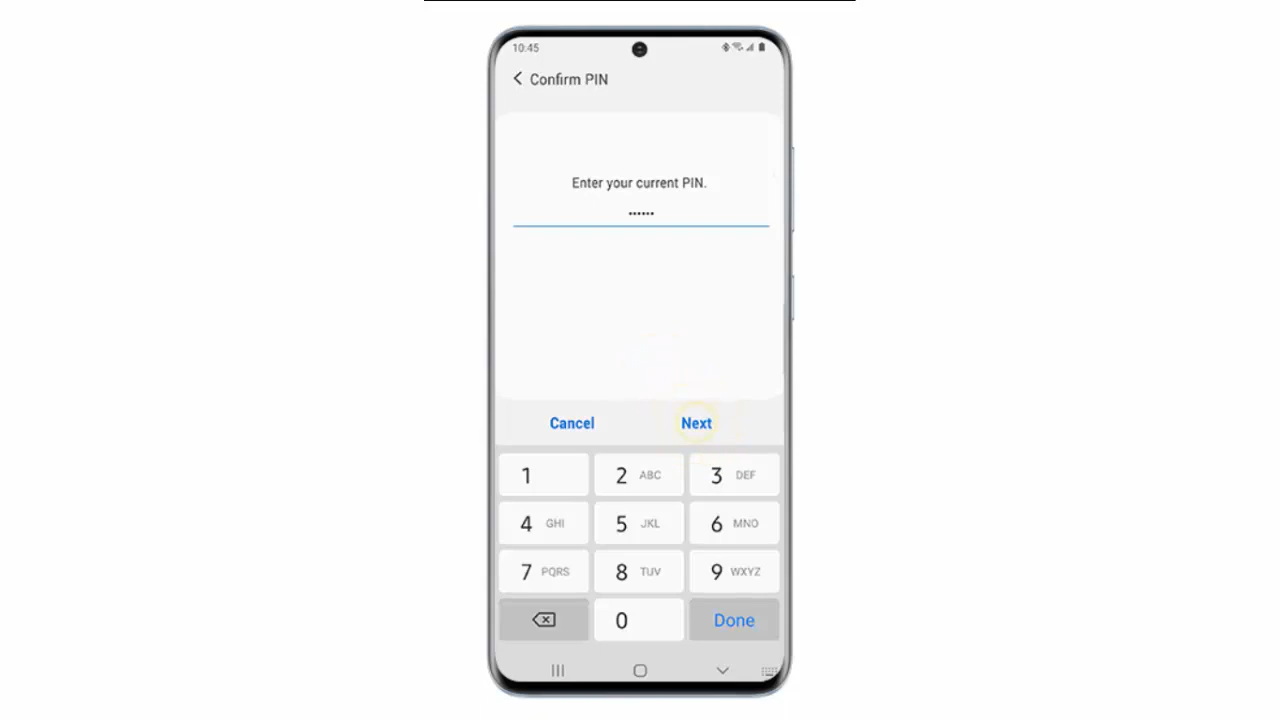 10:45
Confirm PIN
Enter your current PIN.
••••••
Cancel Next
1 2 ABC 3 DEF
4 GHI 5 JKL 6 MNO
7 PQRS 8 TUV 9 WXYZ
0 Done